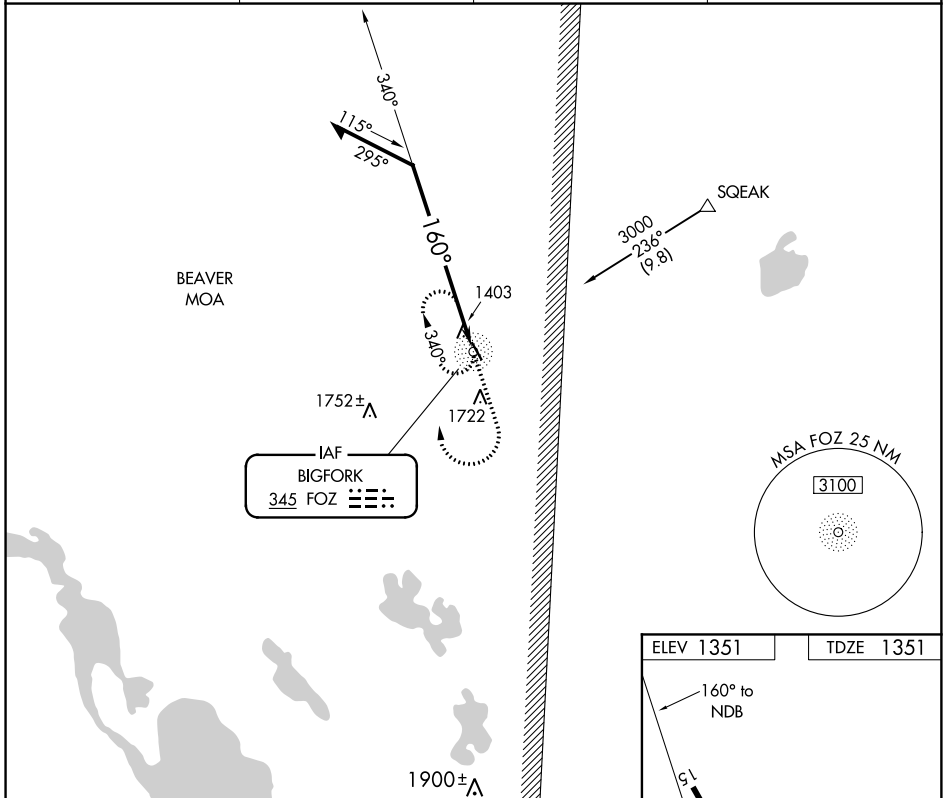 340°
115°
295°
SQEAK
3000
236°
(9.8)
160°
BEAVER
MOA
1403
340°
1752±
1722
MSA FOZ 25 NM
3100
IAF
BIGFORK
345 FOZ
ELEV 1351
TDZE 1351
160° to
NDB
15
1900±